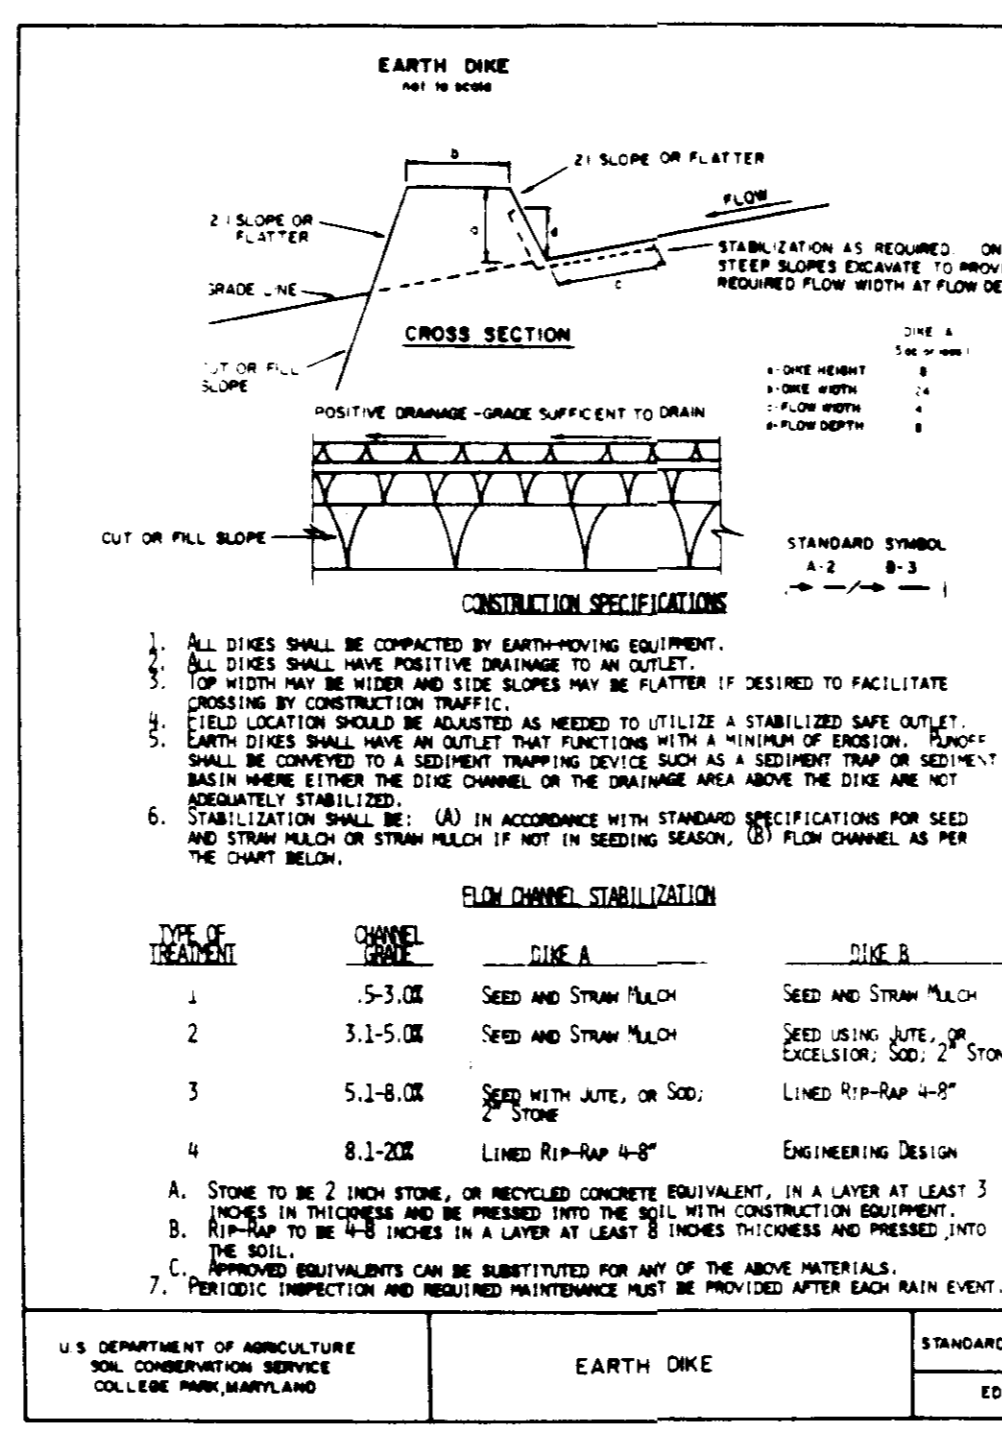 EARTH DIKE
not to scale
b
2:1 SLOPE OR FLATTER
FLOW
2:1 SLOPE OR
FLATTER
a
d
STABILIZATION AS REQUIRED. ON
STEEP SLOPES EXCAVATE TO PROVI
REQUIRED FLOW WIDTH AT FLOW DE
GRADE LINE
c
CROSS SECTION
CUT OR FILL
SLOPE
DIKE A
a-DIKE HEIGHT
b-DIKE WIDTH 24
c-FLOW WIDTH 4
d-FLOW DEPTH 8
POSITIVE DRAINAGE - GRADE SUFFICENT TO DRAIN
CUT OR FILL SLOPE
STANDARD SYMBOL
A-2 B-3
CONSTRUCTION SPECIFICATIONS
1. ALL DIKES SHALL BE COMPACTED BY EARTH-MOVING EQUIPMENT.
2. ALL DIKES SHALL HAVE POSITIVE DRAINAGE TO AN OUTLET.
3. TOP WIDTH MAY BE WIDER AND SIDE SLOPES MAY BE FLATTER IF DESIRED TO FACILITATE
CROSSING BY CONSTRUCTION TRAFFIC.
4. FIELD LOCATION SHOULD BE ADJUSTED AS NEEDED TO UTILIZE A STABILIZED SAFE OUTLET.
5. EARTH DIKES SHALL HAVE AN OUTLET THAT FUNCTIONS WITH A MINIMUM OF EROSION. RUNOFF
SHALL BE CONVEYED TO A SEDIMENT TRAPPING DEVICE SUCH AS A SEDIMENT TRAP OR SEDIMENT
BASIN WHERE EITHER THE DIKE CHANNEL OR THE DRAINAGE AREA ABOVE THE DIKE ARE NOT
ADEQUATELY STABILIZED.
6. STABILIZATION SHALL BE: (A) IN ACCORDANCE WITH STANDARD SPECIFICATIONS FOR SEED
AND STRAW MULCH OR STRAW MULCH IF NOT IN SEEDING SEASON, (B) FLOW CHANNEL AS PER
THE CHART BELOW.
FLOW CHANNEL STABILIZATION
TYPE OF TREATMENT CHANNEL GRADE DIKE A DIKE B
1 .5-3.0% SEED AND STRAW MULCH SEED AND STRAW MULCH
2 3.1-5.0% SEED AND STRAW MULCH SEED USING JUTE, OR
EXCELSIOR; SOD; 2" STON
3 5.1-8.0% SEED WITH JUTE, OR SOD; LINED RIP-RAP 4-8"
2" STONE
4 8.1-20% LINED RIP-RAP 4-8" ENGINEERING DESIGN
A. STONE TO BE 2 INCH STONE, OR RECYCLED CONCRETE EQUIVALENT, IN A LAYER AT LEAST 3
INCHES IN THICKNESS AND BE PRESSED INTO THE SOIL WITH CONSTRUCTION EQUIPMENT.
B. RIP-RAP TO BE 4-8 INCHES IN A LAYER AT LEAST 8 INCHES THICKNESS AND PRESSED INTO
THE SOIL.
C. APPROVED EQUIVALENTS CAN BE SUBSTITUTED FOR ANY OF THE ABOVE MATERIALS.
7. PERIODIC INSPECTION AND REQUIRED MAINTENANCE MUST BE PROVIDED AFTER EACH RAIN EVENT.
U.S DEPARTMENT OF AGRICULTURE
SOIL CONSERVATION SERVICE
COLLEGE PARK, MARYLAND
EARTH DIKE
STANDARD
ED